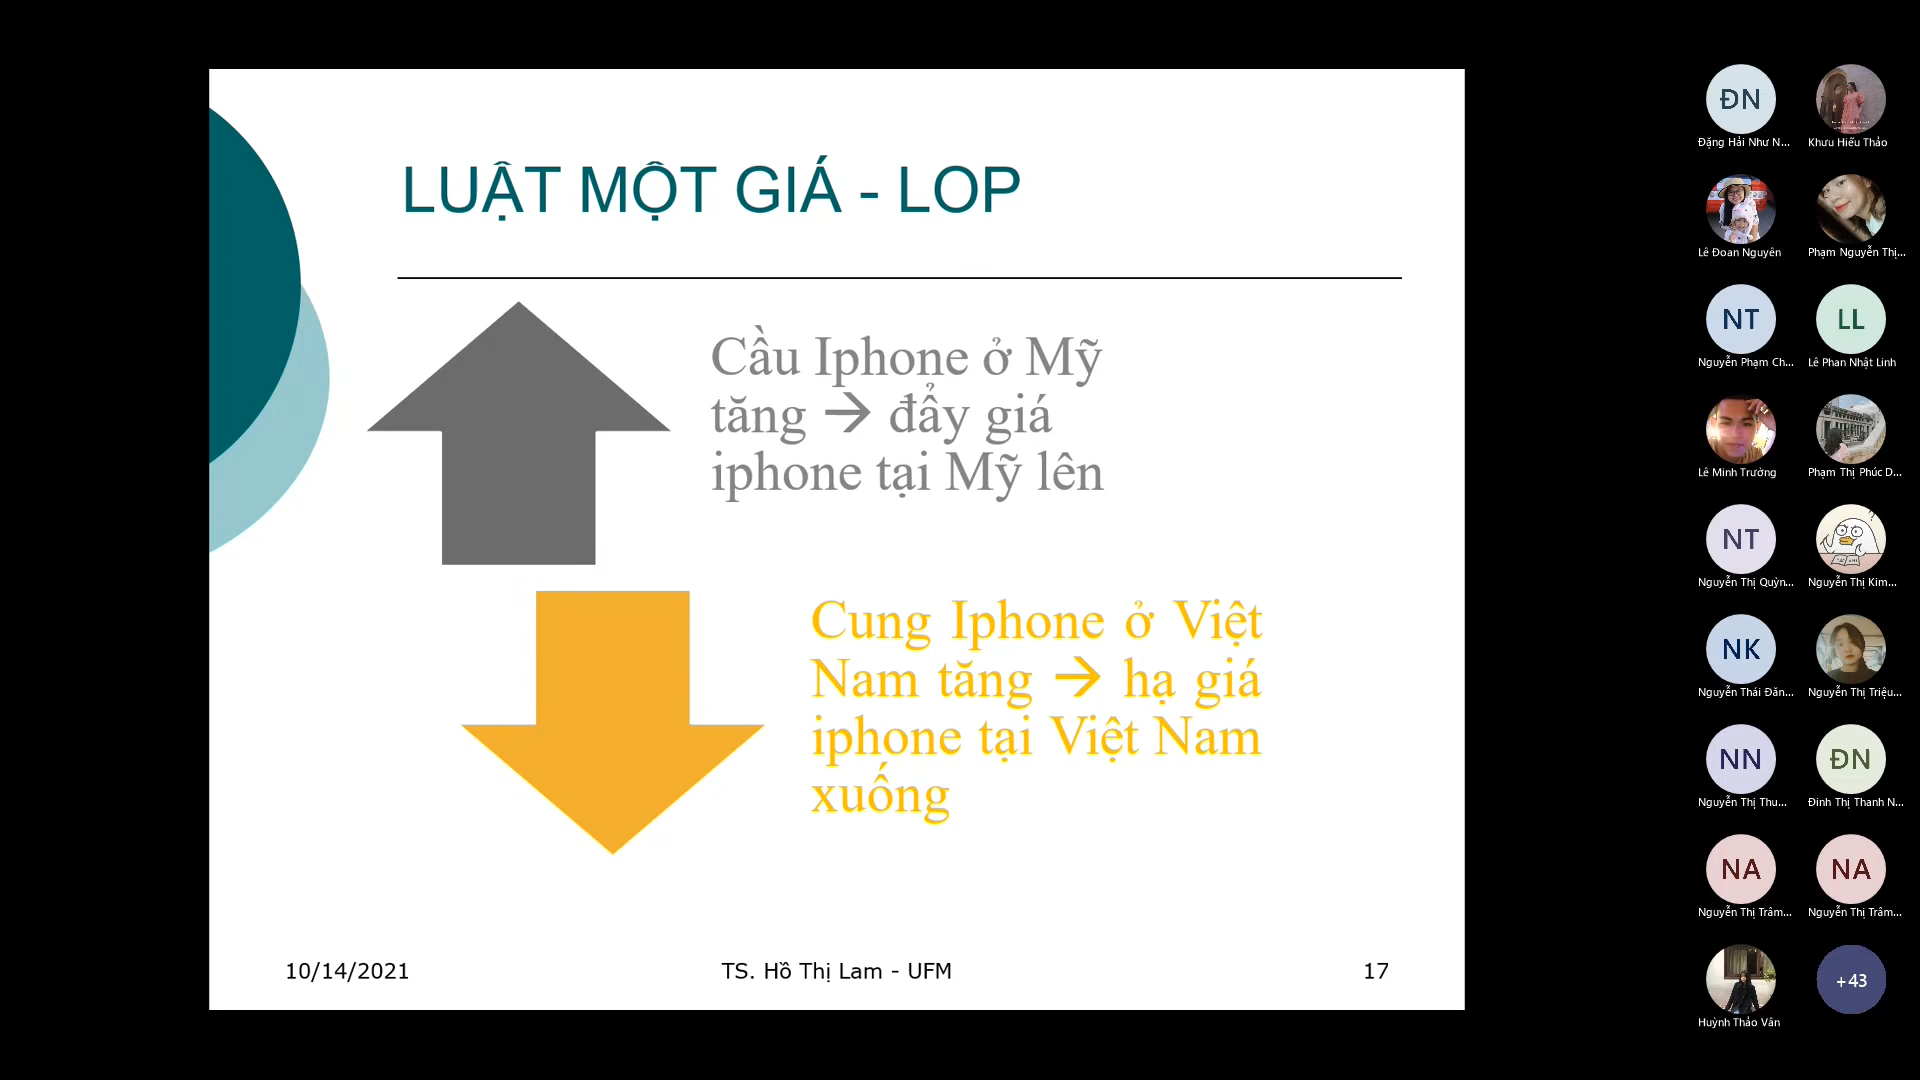 LUẬT MỘT GIÁ - LOP
Cầu Iphone ở Mỹ
tăng → đẩy giá
iphone tại Mỹ lên
Cung Iphone ở Việt
Nam tăng → hạ giá
iphone tại Việt Nam
xuống
10/14/2021
TS. Hồ Thị Lam - UFM
17
ĐN
Đặng Hải Như N...
Khưu Hiếu Thảo
Lê Đoan Nguyên
Phạm Nguyễn Thị...
NT
Nguyễn Phạm Ch...
LL
Lê Phan Nhật Linh
Lê Minh Trường
Phạm Thị Phúc D...
NT
Nguyễn Thị Quỳn...
Nguyễn Thị Kim...
NK
Nguyễn Thái Đăn...
Nguyễn Thị Triệu...
NN
Nguyễn Thị Thu...
ĐN
Đinh Thị Thanh N...
NA
Nguyễn Thị Trâm...
NA
Nguyễn Thị Trâm...
Huỳnh Thảo Vân
+43